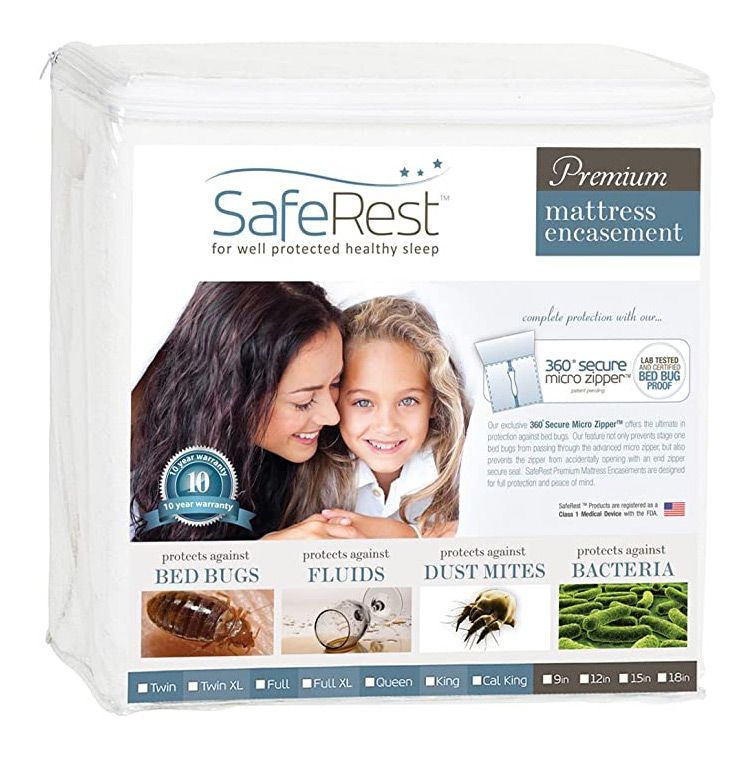 SafeRest™
for well protected healthy sleep
Premium
mattress
encasement
complete protection with our...
360° secure
micro zipper™
patent pending
LAB TESTED
AND CERTIFIED
BED BUG
PROOF
Our exclusive 360° Secure Micro Zipper™ offers the ultimate in
protection against bed bugs. Our feature not only prevents stage one
bed bugs from passing through the advanced micro zipper, but also
prevents the zipper from accidentally opening with an end zipper
secure seal. SafeRest Premium Mattress Encasements are designed
for full protection and peace of mind.
SafeRest ™ Products are registered as a
Class 1 Medical Device with the FDA.
10 year warranty
10
10 year warranty
protects against
BED BUGS
protects against
FLUIDS
protects against
DUST MITES
protects against
BACTERIA
Twin Twin XL Full Full XL Queen King Cal King 9in 12in 15in 18in